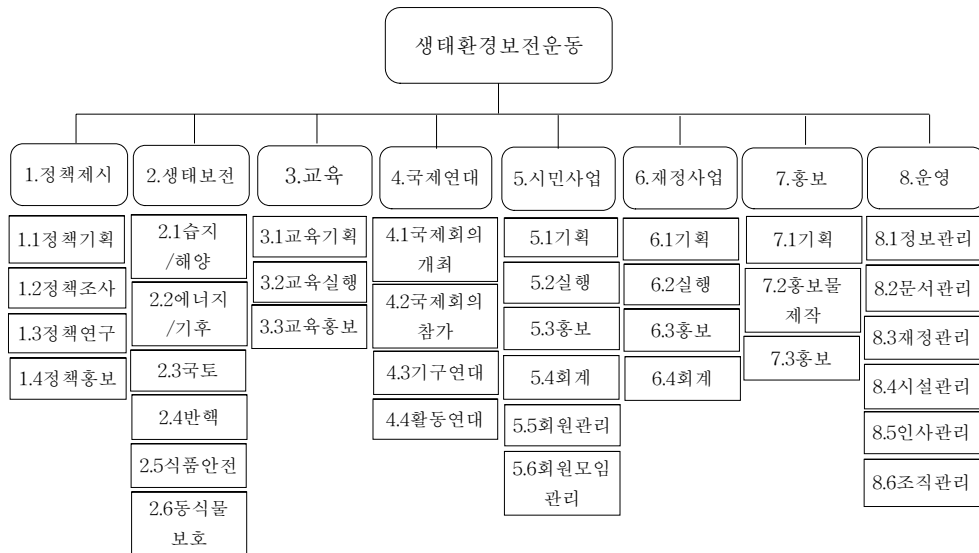 생태환경보전운동
1.정책제시
2.생태보전
3.교육
4.국제연대
5.시민사업
6.재정사업
7.홍보
8.운영
1.1정책기획
1.2정책조사
1.3정책연구
1.4정책홍보
2.1습지
/해양
2.2에너지
/기후
2.3국토
2.4반핵
2.5식품안전
2.6동식물
보호
3.1교육기획
3.2교육실행
3.3교육홍보
4.1국제회의
개최
4.2국제회의
참가
4.3기구연대
4.4활동연대
5.1기획
5.2실행
5.3홍보
5.4회계
5.5회원관리
5.6회원모임
관리
6.1기획
6.2실행
6.3홍보
6.4회계
7.1기획
7.2홍보물
제작
7.3홍보
8.1정보관리
8.2문서관리
8.3재정관리
8.4시설관리
8.5인사관리
8.6조직관리